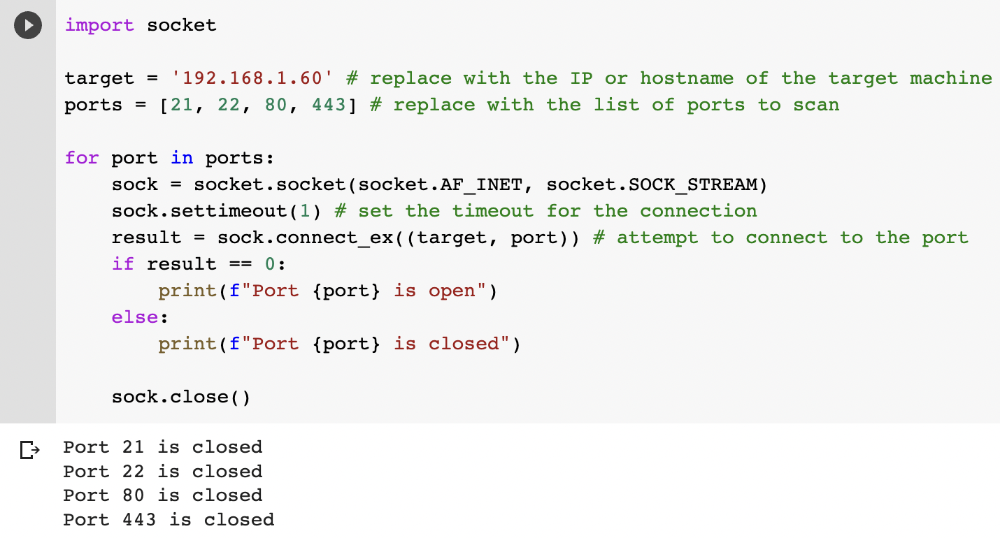 import socket
target = '192.168.1.60' # replace with the IP or hostname of the target machine
ports = [21, 22, 80, 443] # replace with the list of ports to scan
for port in ports:
    sock = socket.socket(socket.AF_INET, socket.SOCK_STREAM)
    sock.settimeout(1) # set the timeout for the connection
    result = sock.connect_ex((target, port)) # attempt to connect to the port
    if result == 0:
        print(f"Port {port} is open")
    else:
        print(f"Port {port} is closed")
    sock.close()
Port 21 is closed
Port 22 is closed
Port 80 is closed
Port 443 is closed